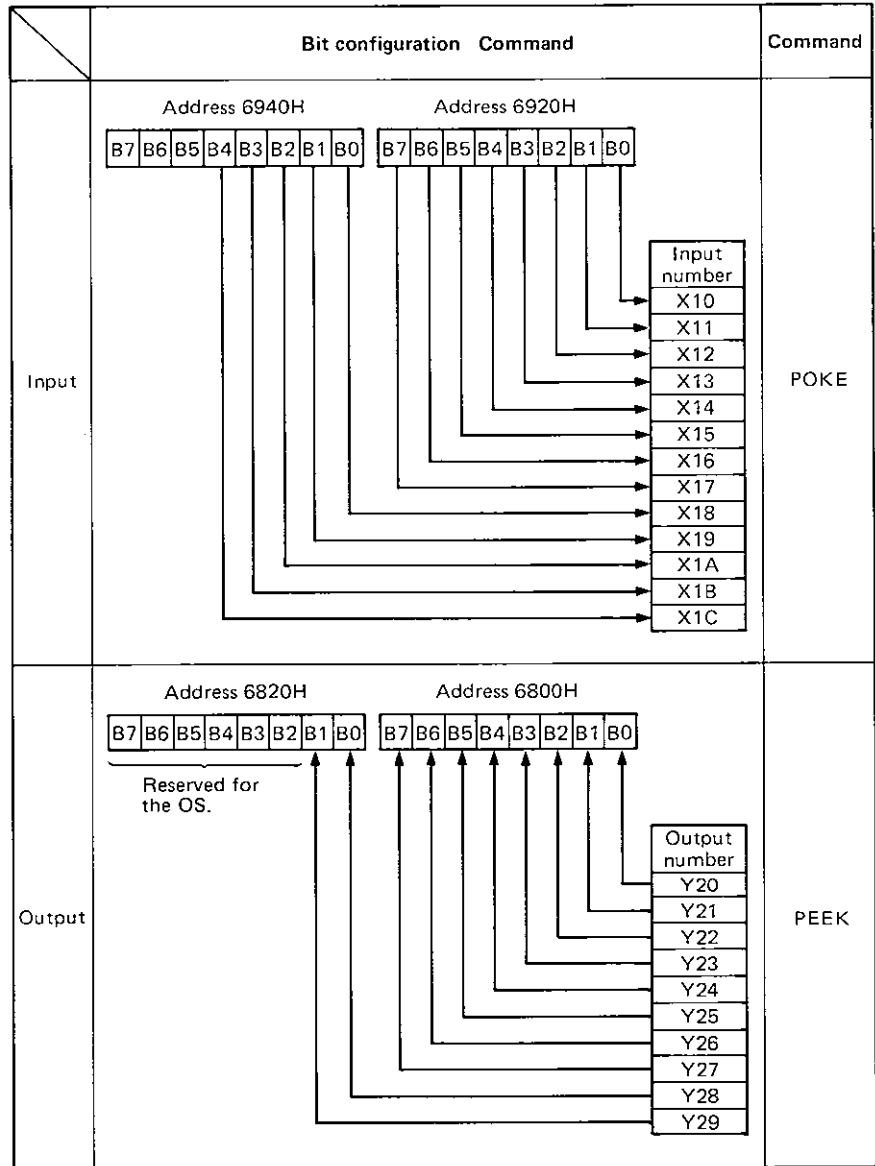 Bit configuration Command
Command
Input
Address 6940H
Address 6920H
B7 B6 B5 B4 B3 B2 B1 B0
B7 B6 B5 B4 B3 B2 B1 B0
Input
number
X10
X11
X12
X13
X14
X15
X16
X17
X18
X19
X1A
X1B
X1C
POKE
Output
Address 6820H
Address 6800H
B7 B6 B5 B4 B3 B2 B1 B0
B7 B6 B5 B4 B3 B2 B1 B0
Reserved for
the OS.
Output
number
Y20
Y21
Y22
Y23
Y24
Y25
Y26
Y27
Y28
Y29
PEEK